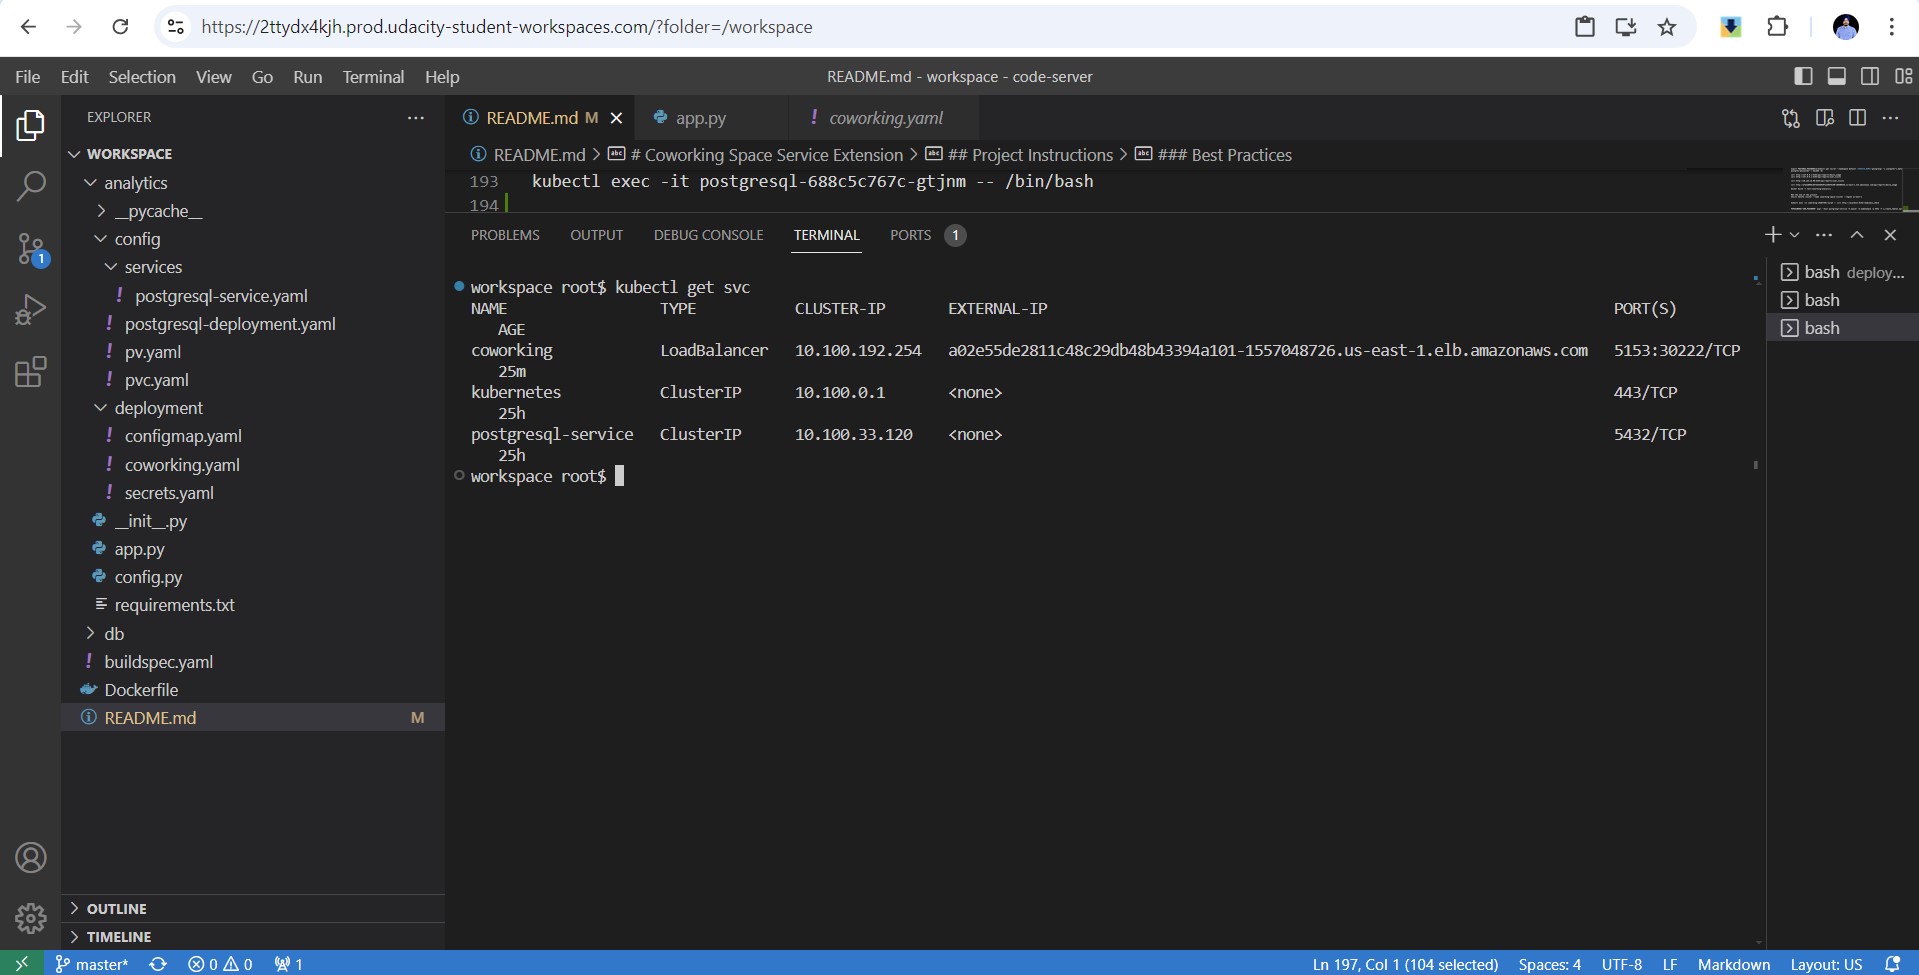 https://2ttydx4kjh.prod.udacity-student-workspaces.com/?folder=/workspace
File Edit Selection View Go Run Terminal Help
README.md - workspace - code-server
EXPLORER
WORKSPACE
analytics
__pycache__
config
services
postgresql-service.yaml
postgresql-deployment.yaml
pv.yaml
pvc.yaml
deployment
configmap.yaml
coworking.yaml
secrets.yaml
__init__.py
app.py
config.py
requirements.txt
db
buildspec.yaml
Dockerfile
README.md M
OUTLINE
TIMELINE
1
README.md M
app.py
coworking.yaml
README.md > # Coworking Space Service Extension > ## Project Instructions > ### Best Practices
193 kubectl exec -it postgresql-688c5c767c-gtjnm -- /bin/bash
194
PROBLEMS OUTPUT DEBUG CONSOLE TERMINAL PORTS 1
workspace root$ kubectl get svc
NAME TYPE CLUSTER-IP EXTERNAL-IP PORT(S)
AGE
coworking LoadBalancer 10.100.192.254 a02e55de2811c48c29db48b43394a101-1557048726.us-east-1.elb.amazonaws.com 5153:30222/TCP
25m
kubernetes ClusterIP 10.100.0.1 <none> 443/TCP
25h
postgresql-service ClusterIP 10.100.33.120 <none> 5432/TCP
25h
workspace root$
bash deploy...
bash
bash
master* 0 0 1
Ln 197, Col 1 (104 selected) Spaces: 4 UTF-8 LF Markdown Layout: US